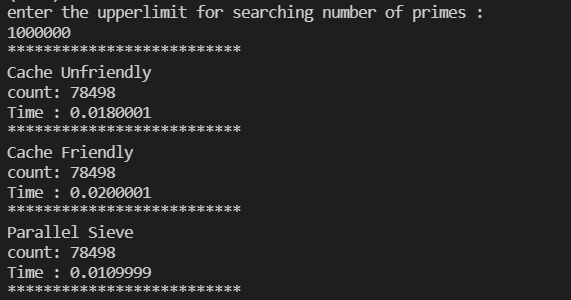 enter the upperlimit for searching number of primes :
1000000
**************************
Cache Unfriendly
count: 78498
Time : 0.0180001
**************************
Cache Friendly
count: 78498
Time : 0.0200001
**************************
Parallel Sieve
count: 78498
Time : 0.0109999
**************************